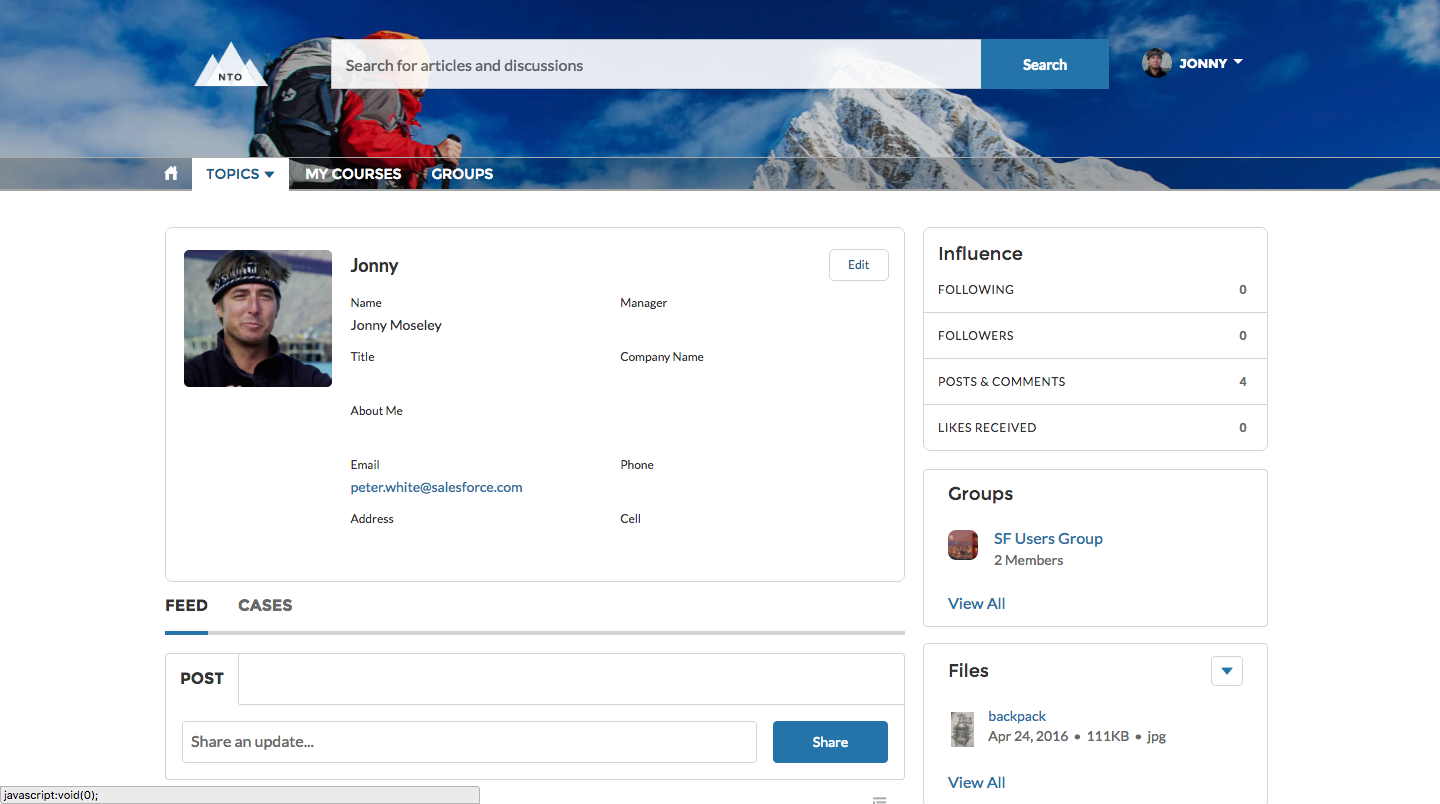 NTO
Search for articles and discussions
Search
JONNY
TOPICS
MY COURSES
GROUPS
Jonny
Edit
Name
Manager
Jonny Moseley
Title
Company Name
About Me
Email
Phone
peter.white@salesforce.com
Address
Cell
FEED
CASES
POST
Share an update...
Share
Influence
FOLLOWING 0
FOLLOWERS 0
POSTS & COMMENTS 4
LIKES RECEIVED 0
Groups
SF Users Group
2 Members
View All
Files
backpack
Apr 24, 2016 • 111KB • jpg
View All
javascript:void(0);